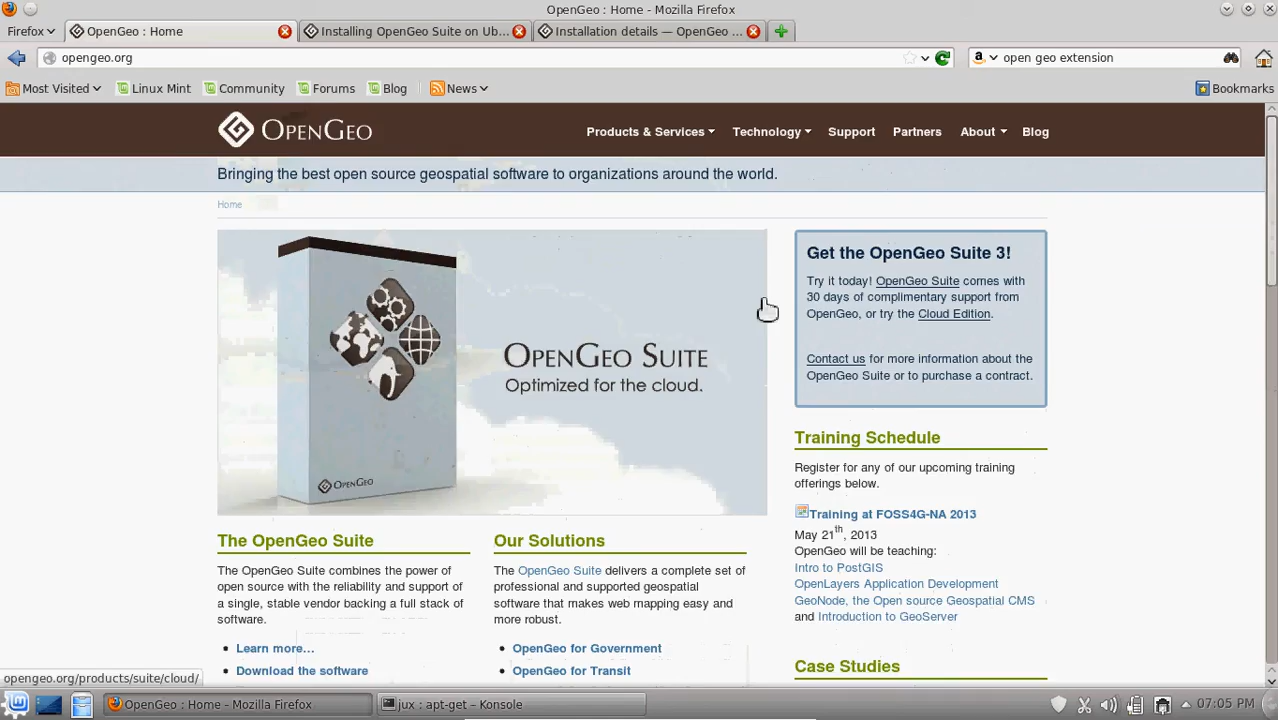 OpenGeo : Home - Mozilla Firefox
Firefox
OpenGeo : Home
Installing OpenGeo Suite on Ub...
Installation details — OpenGeo ...
opengeo.org
open geo extension
Most Visited
Linux Mint
Community
Forums
Blog
News
Bookmarks
OPENGEO
Products & Services
Technology
Support
Partners
About
Blog
Bringing the best open source geospatial software to organizations around the world.
Home
OPENGEO SUITE
Optimized for the cloud.
OPENGEO
Get the OpenGeo Suite 3!
Try it today! OpenGeo Suite comes with
30 days of complimentary support from
OpenGeo, or try the Cloud Edition.
Contact us for more information about the
OpenGeo Suite or to purchase a contract.
Training Schedule
Register for any of our upcoming training
offerings below.
Training at FOSS4G-NA 2013
May 21th, 2013
OpenGeo will be teaching:
Intro to PostGIS
OpenLayers Application Development
GeoNode, the Open source Geospatial CMS
and Introduction to GeoServer
Case Studies
The OpenGeo Suite
The OpenGeo Suite combines the power of
open source with the reliability and support of
a single, stable vendor backing a full stack of
software.
Learn more...
Download the software
Our Solutions
The OpenGeo Suite delivers a complete set of
professional and supported geospatial
software that makes web mapping easy and
more robust.
OpenGeo for Government
OpenGeo for Transit
opengeo.org/products/suite/cloud/
OpenGeo : Home - Mozilla Firefox
jux : apt-get – Konsole
07:05 PM